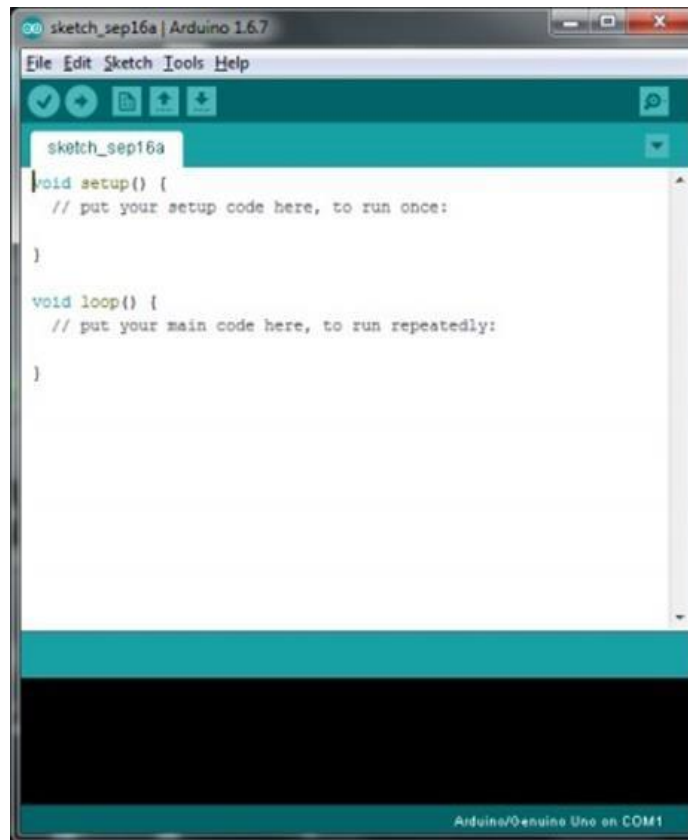 sketch_sep16a | Arduino 1.6.7
File Edit Sketch Tools Help
sketch_sep16a
void setup() {
// put your setup code here, to run once:
}
void loop() {
// put your main code here, to run repeatedly:
}
Arduino/Genuino Uno on COM1